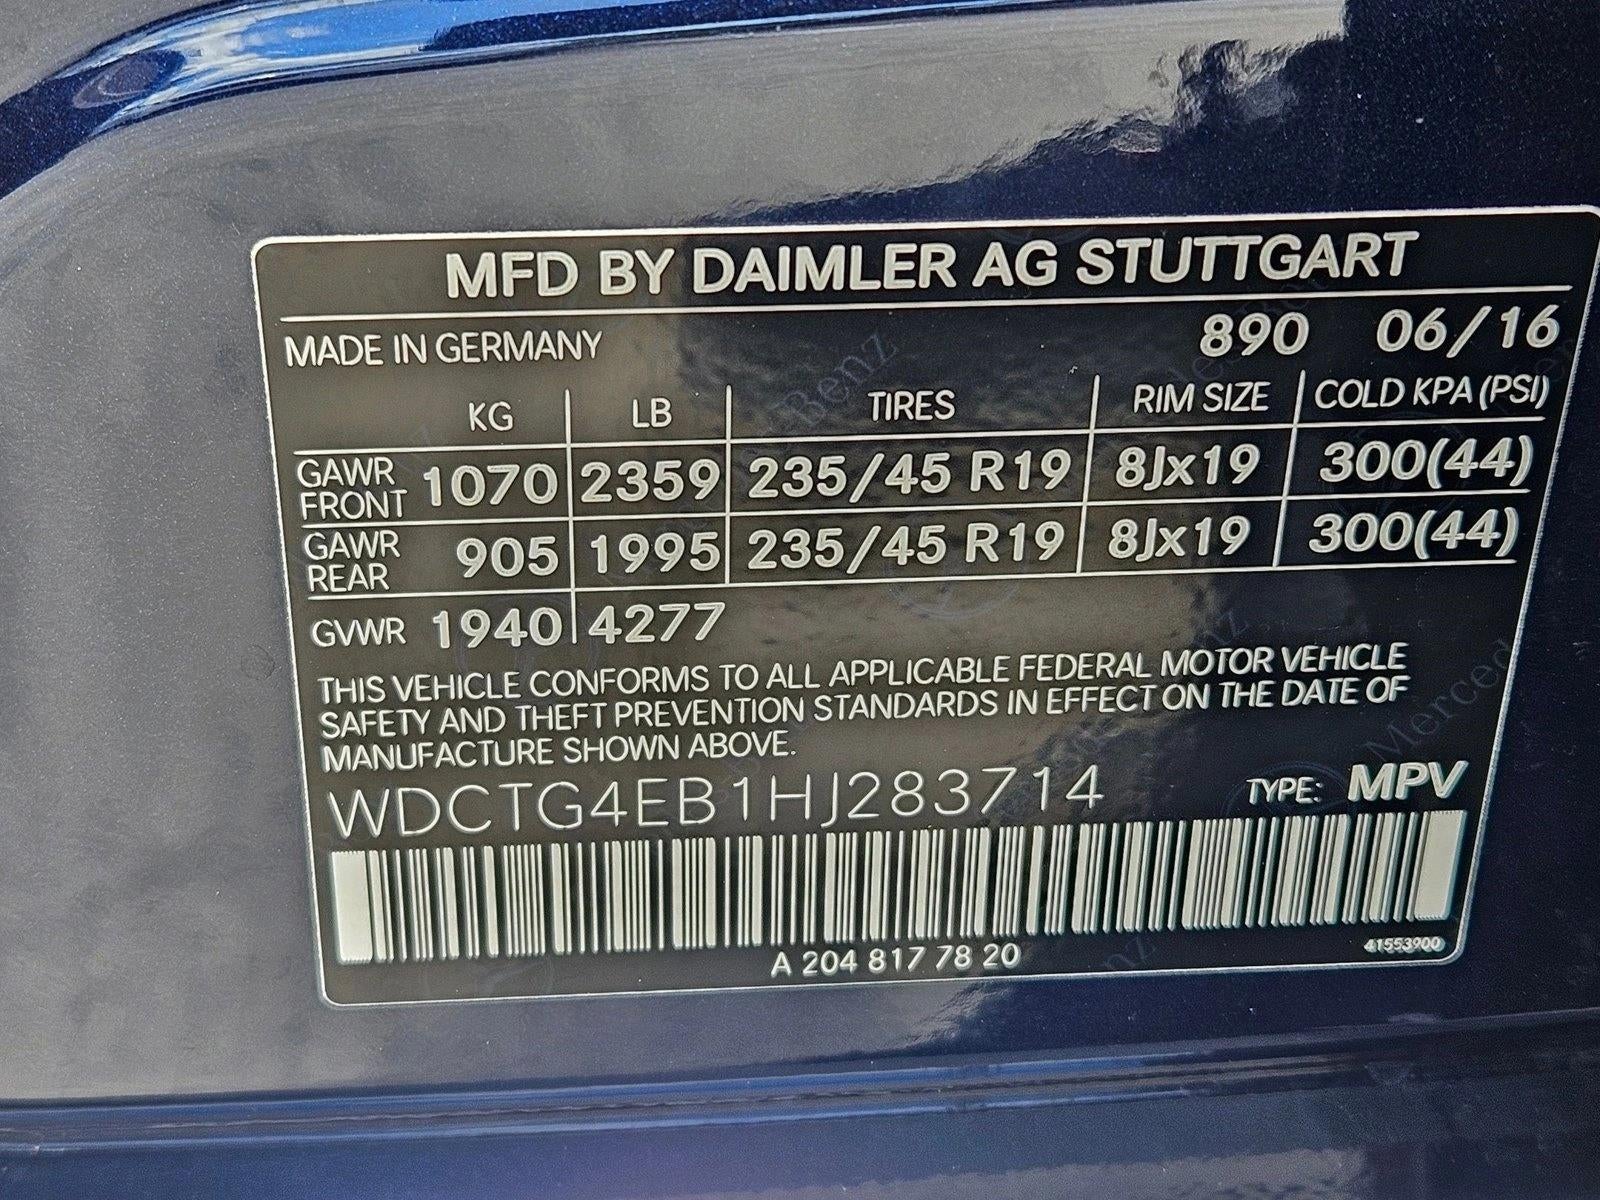 MFD BY DAIMLER AG STUTTGART
MADE IN GERMANY 890 06/16
KG LB TIRES RIM SIZE COLD KPA (PSI)
GAWR FRONT 1070 2359 235/45 R19 8Jx19 300(44)
GAWR REAR 905 1995 235/45 R19 8Jx19 300(44)
GVWR 1940 4277
THIS VEHICLE CONFORMS TO ALL APPLICABLE FEDERAL MOTOR VEHICLE
SAFETY AND THEFT PREVENTION STANDARDS IN EFFECT ON THE DATE OF
MANUFACTURE SHOWN ABOVE.
WDCTG4EB1HJ283714 TYPE: MPV
A 204 817 78 20 41553900